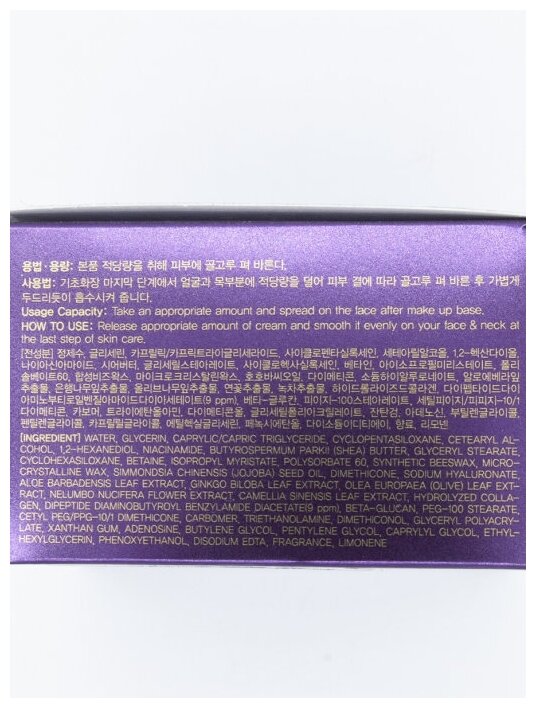 용법·용량: 본품 적당량을 취해 피부에 골고루 펴 바른다.
사용법: 기초화장 마지막 단계에서 얼굴과 목부분에 적당량을 덜어 피부 결에 따라 골고루 펴 바른 후 가볍게
두드리듯이 흡수시켜 줍니다.
Usage Capacity: Take an appropriate amount and spread on the face after make up base.
HOW TO USE: Release appropriate amount of cream and smooth it evenly on your face & neck at
the last step of skin care.
[전성분] 정제수, 글리세린, 카프릴릭/카프릭트라이글리세라이드, 사이클로펜타실록세인, 세테아릴알코올, 1,2-헥산다이올,
나이아신아마이드, 시어버터, 글리세릴스테아레이트, 사이클로헥사실록세인, 베타인, 아이소프로필미리스테이트, 폴리
솔베이트60, 합성비즈왁스, 마이크로크리스탈린왁스, 호호바씨오일, 다이메티콘, 소듐하이알루로네이트, 알로에베라잎
추출물, 은행나무잎추출물, 올리브나무잎추출물, 연꽃추출물, 녹차추출물, 하이드롤라이즈드콜라겐, 다이펩타이드다이
아미노부티로일벤질아마이드다이아세테이트(9 ppm), 베타-글루칸, 피이지-100스테아레이트, 세틸피이지/피피지-10/1
다이메티콘, 카보머, 트라이에탄올아민, 다이메티콘올, 글리세릴폴리아크릴레이트, 잔탄검, 아데노신, 부틸렌글라이콜,
펜틸렌글라이콜, 카프릴릴글라이콜, 에틸헥실글리세린, 페녹시에탄올, 다이소듐이디티에이, 향료, 리모넨
[INGREDIENT] WATER, GLYCERIN, CAPRYLIC/CAPRIC TRIGLYCERIDE, CYCLOPENTASILOXANE, CETEARYL AL-
COHOL, 1,2-HEXANEDIOL, NIACINAMIDE, BUTYROSPERMUM PARKII (SHEA) BUTTER, GLYCERYL STEARATE,
CYCLOHEXASILOXANE, BETAINE, ISOPROPYL MYRISTATE, POLYSORBATE 60, SYNTHETIC BEESWAX, MICRO-
CRYSTALLINE WAX, SIMMONDSIA CHINENSIS (JOJOBA) SEED OIL, DIMETHICONE, SODIUM HYALURONATE,
ALOE BARBADENSIS LEAF EXTRACT, GINKGO BILOBA LEAF EXTRACT, OLEA EUROPAEA (OLIVE) LEAF EXT-
RACT, NELUMBO NUCIFERA FLOWER EXTRACT, CAMELLIA SINENSIS LEAF EXTRACT, HYDROLYZED COLLA-
GEN, DIPEPTIDE DIAMINOBUTYROYL BENZYLAMIDE DIACETATE(9 ppm), BETA-GLUCAN, PEG-100 STEARATE,
CETYL PEG/PPG-10/1 DIMETHICONE, CARBOMER, TRIETHANOLAMINE, DIMETHICONOL, GLYCERYL POLYACRY-
LATE, XANTHAN GUM, ADENOSINE, BUTYLENE GLYCOL, PENTYLENE GLYCOL, CAPRYLYL GLYCOL, ETHYL-
HEXYLGLYCERIN, PHENOXYETHANOL, DISODIUM EDTA, FRAGRANCE, LIMONENE